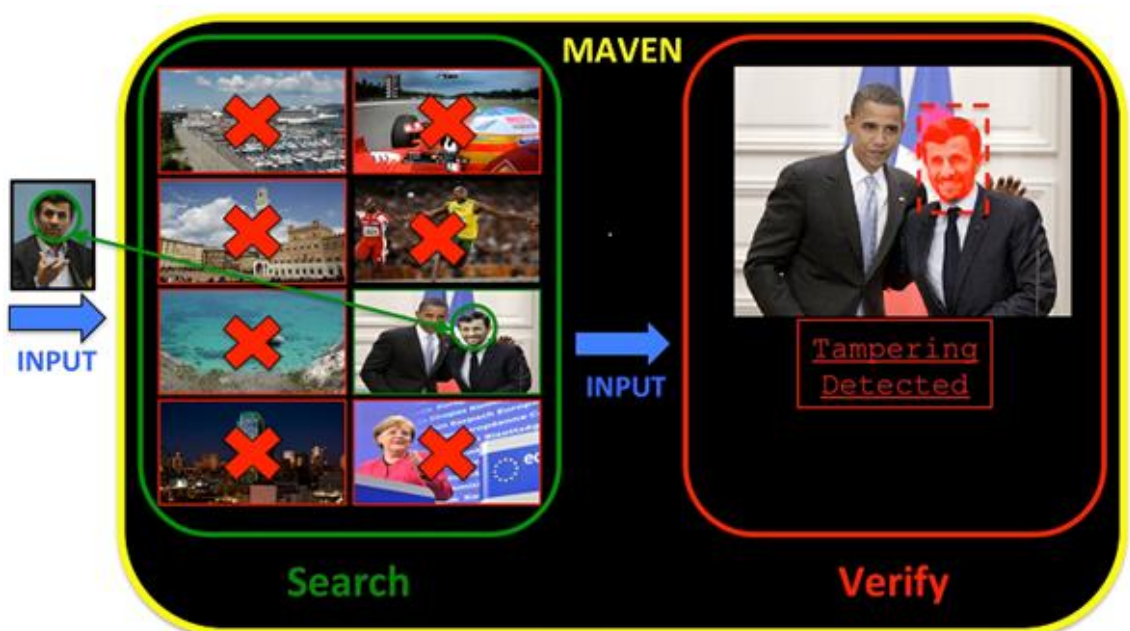 MAVEN
INPUT
INPUT
Tampering
Detected
Search
Verify